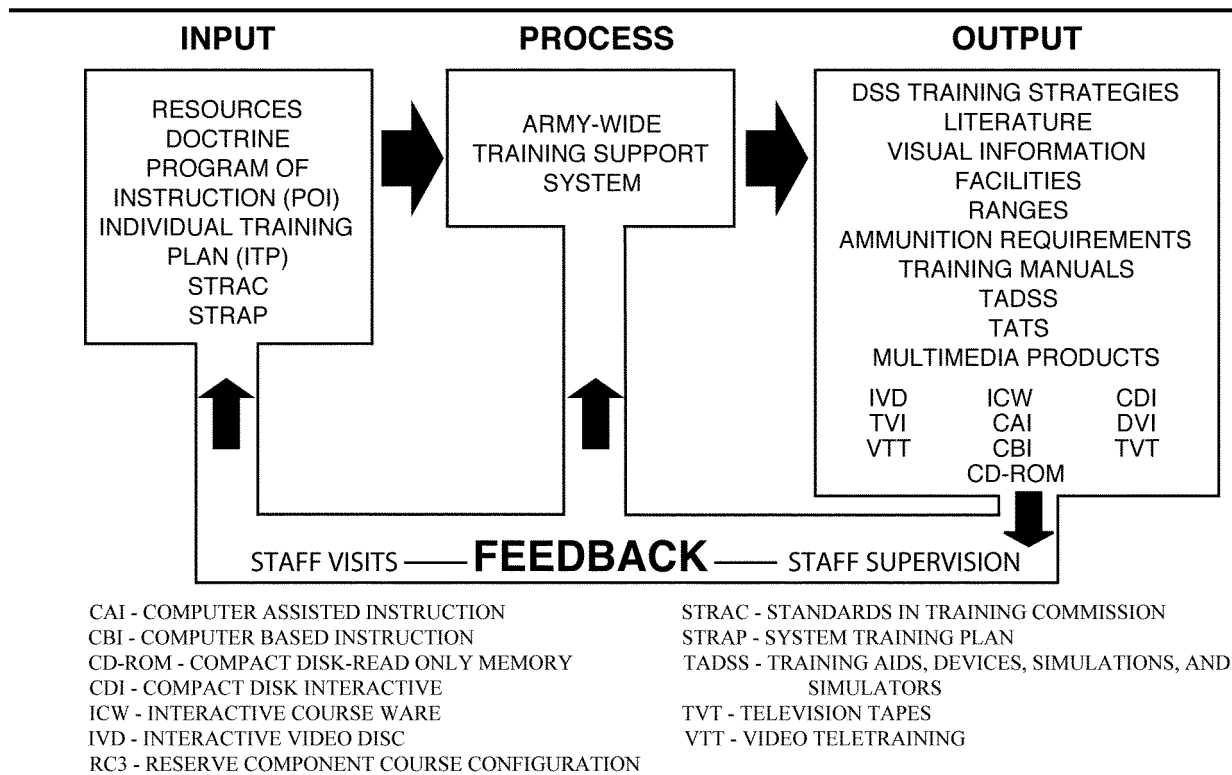 INPUT
PROCESS
OUTPUT
RESOURCES
DOCTRINE
PROGRAM OF
INSTRUCTION (POI)
INDIVIDUAL TRAINING
PLAN (ITP)
STRAC
STRAP
ARMY-WIDE
TRAINING SUPPORT
SYSTEM
DSS TRAINING STRATEGIES
LITERATURE
VISUAL INFORMATION
FACILITIES
RANGES
AMMUNITION REQUIREMENTS
TRAINING MANUALS
TADSS
TATS
MULTIMEDIA PRODUCTS
IVD ICW CDI
TVI CAI DVI
VTT CBI TVT
CD-ROM
STAFF VISITS — FEEDBACK — STAFF SUPERVISION
CAI - COMPUTER ASSISTED INSTRUCTION
CBI - COMPUTER BASED INSTRUCTION
CD-ROM - COMPACT DISK-READ ONLY MEMORY
CDI - COMPACT DISK INTERACTIVE
ICW - INTERACTIVE COURSE WARE
IVD - INTERACTIVE VIDEO DISC
RC3 - RESERVE COMPONENT COURSE CONFIGURATION
STRAC - STANDARDS IN TRAINING COMMISSION
STRAP - SYSTEM TRAINING PLAN
TADSS - TRAINING AIDS, DEVICES, SIMULATIONS, AND
SIMULATORS
TVT - TELEVISION TAPES
VTT - VIDEO TELETRAINING